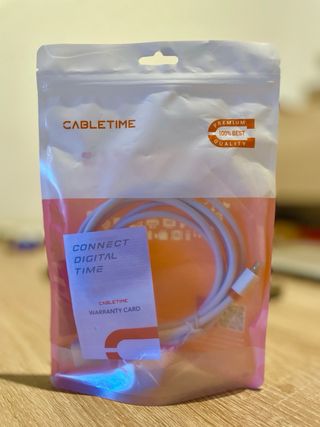 CABLETIME
PREMIUM
100% BEST
QUALITY
CONNECT
DIGITAL
TIME
CABLETIME
WARRANTY CARD